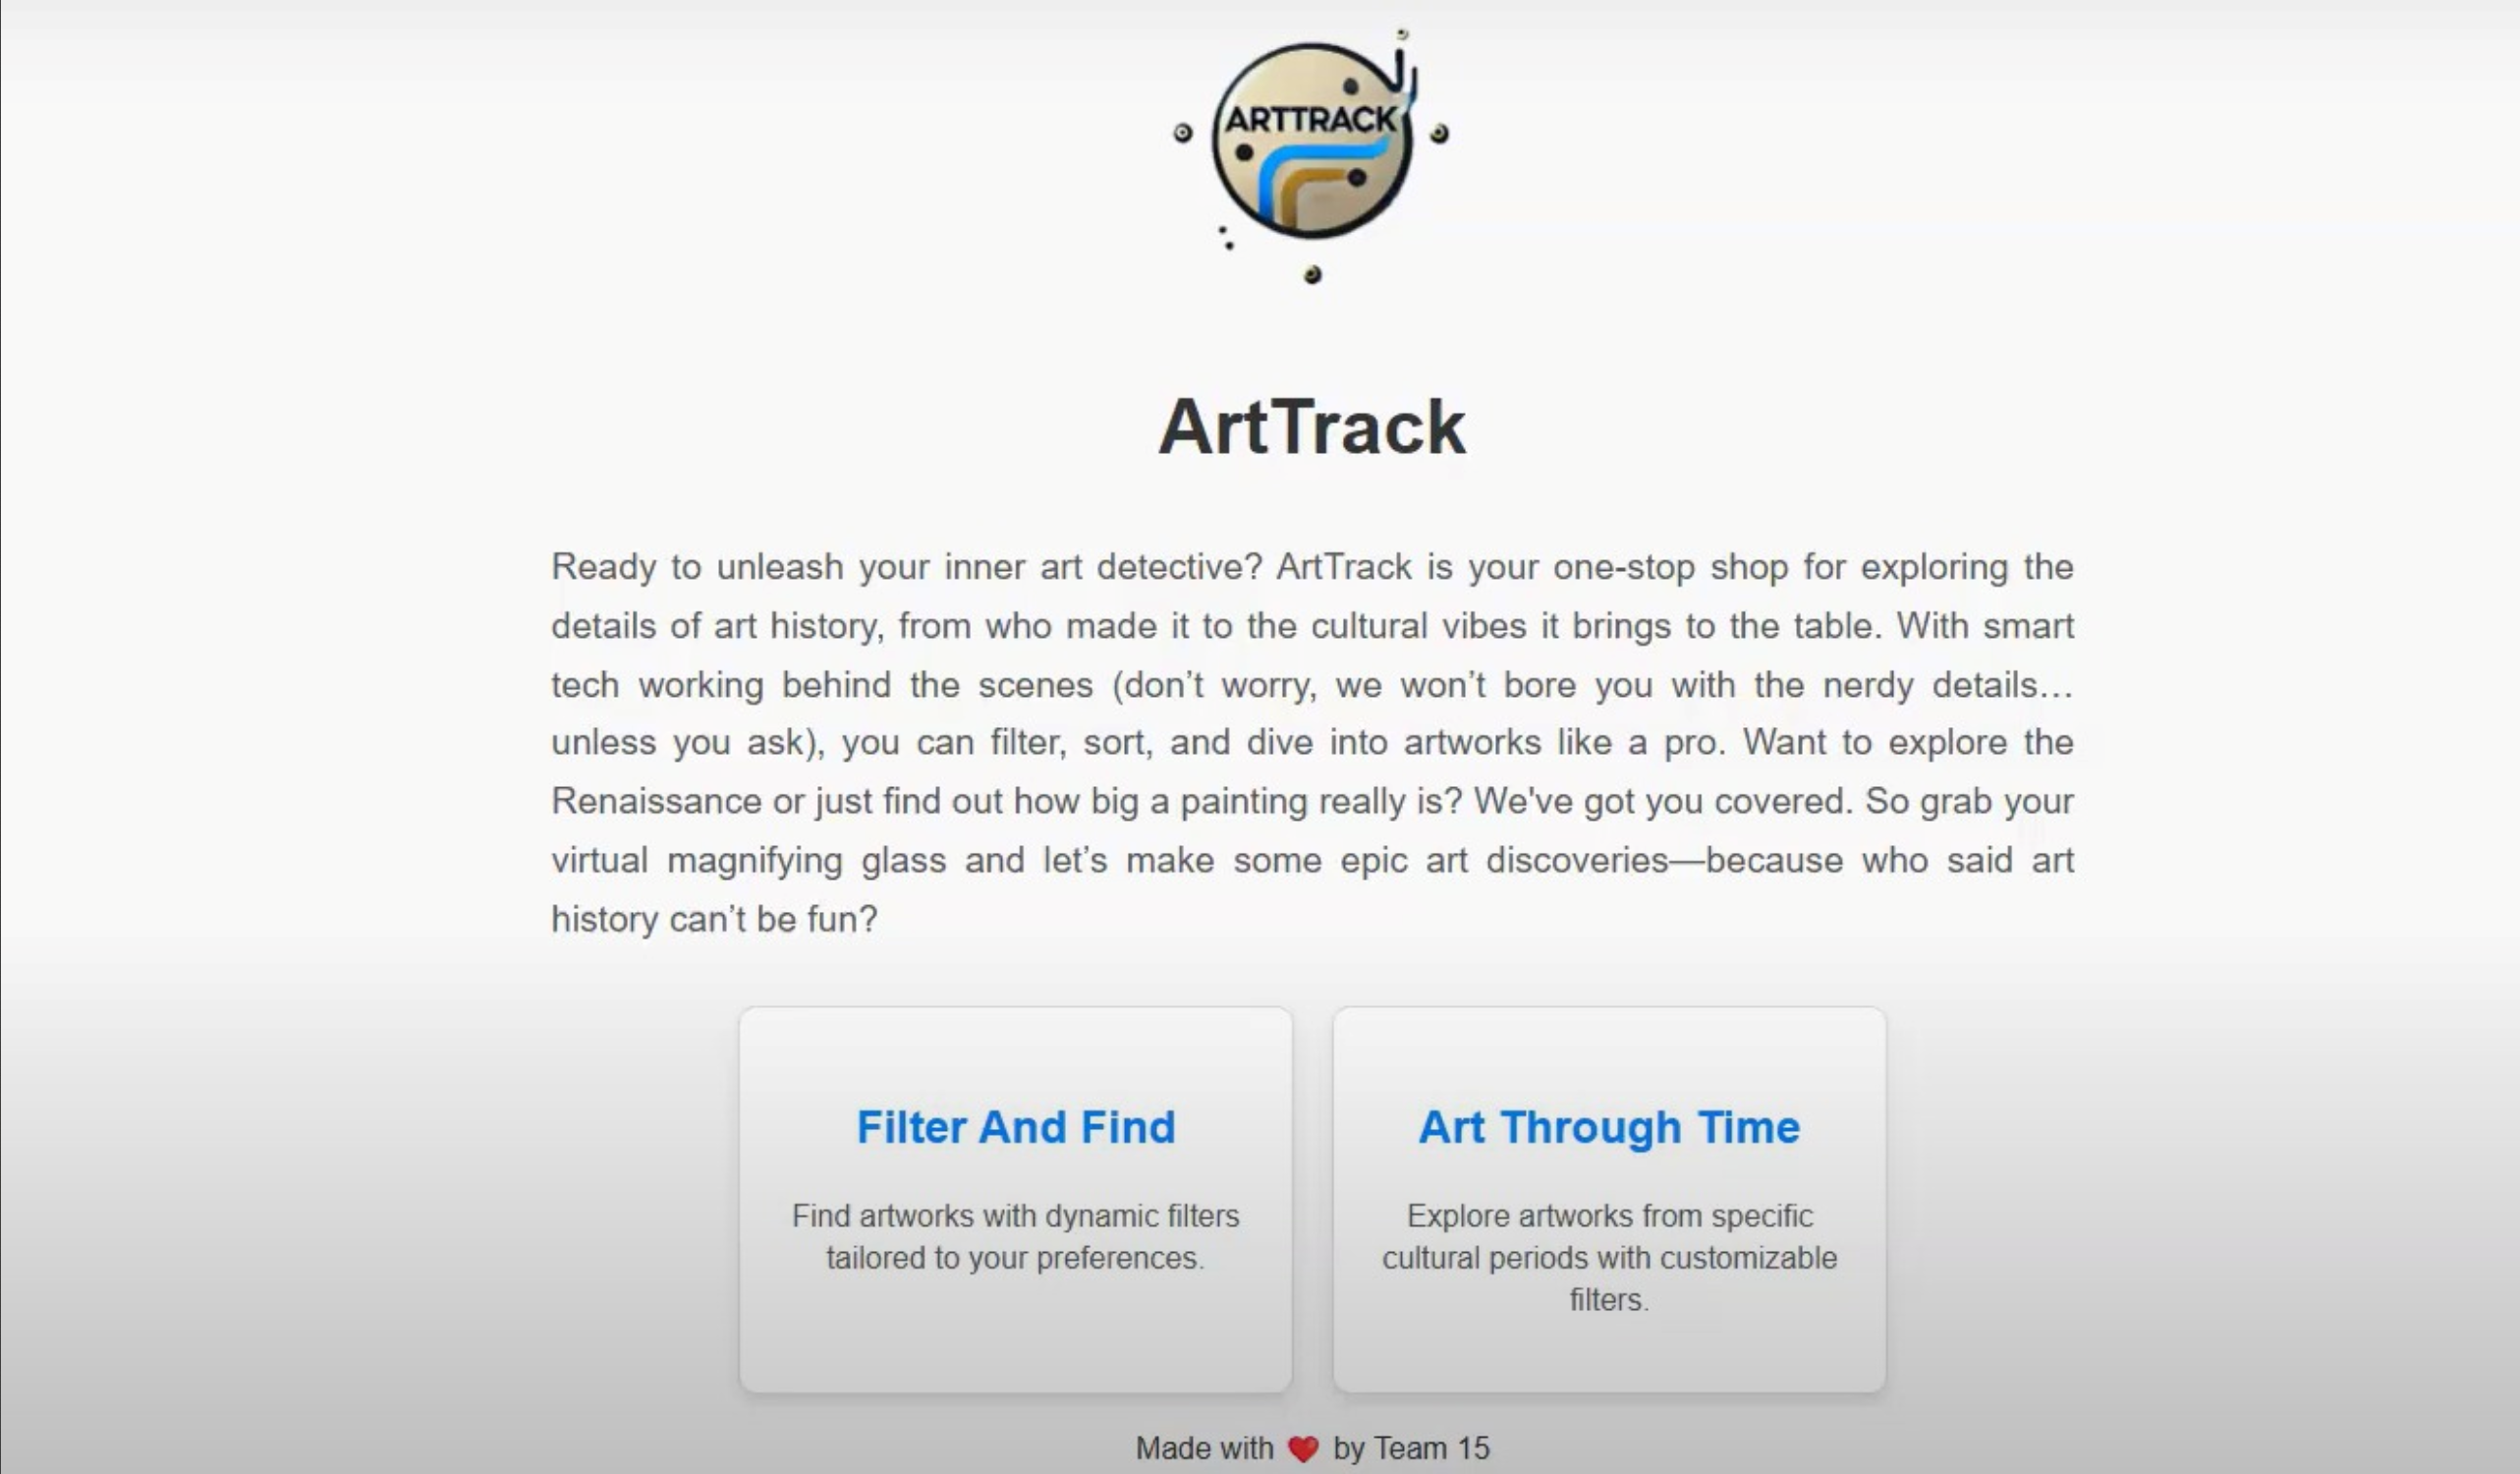 ARTTRACK
ArtTrack
Ready to unleash your inner art detective? ArtTrack is your one-stop shop for exploring the
details of art history, from who made it to the cultural vibes it brings to the table. With smart
tech working behind the scenes (don’t worry, we won’t bore you with the nerdy details…
unless you ask), you can filter, sort, and dive into artworks like a pro. Want to explore the
Renaissance or just find out how big a painting really is? We've got you covered. So grab your
virtual magnifying glass and let’s make some epic art discoveries—because who said art
history can’t be fun?
Filter And Find
Find artworks with dynamic filters
tailored to your preferences.
Art Through Time
Explore artworks from specific
cultural periods with customizable
filters.
Made with ❤️ by Team 15